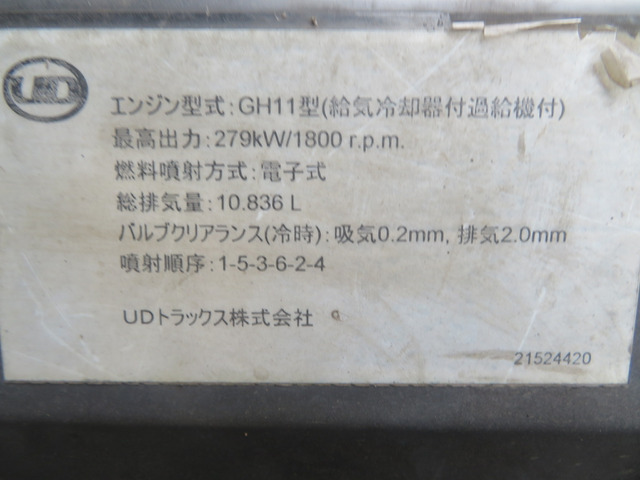 UD
エンジン型式:GH11型(給気冷却器付過給機付)
最高出力:279kW/1800 r.p.m.
燃料噴射方式:電子式
総排気量:10.836 L
バルブクリアランス(冷時):吸気0.2mm, 排気2.0mm
噴射順序:1-5-3-6-2-4
UDトラックス株式会社
21524420